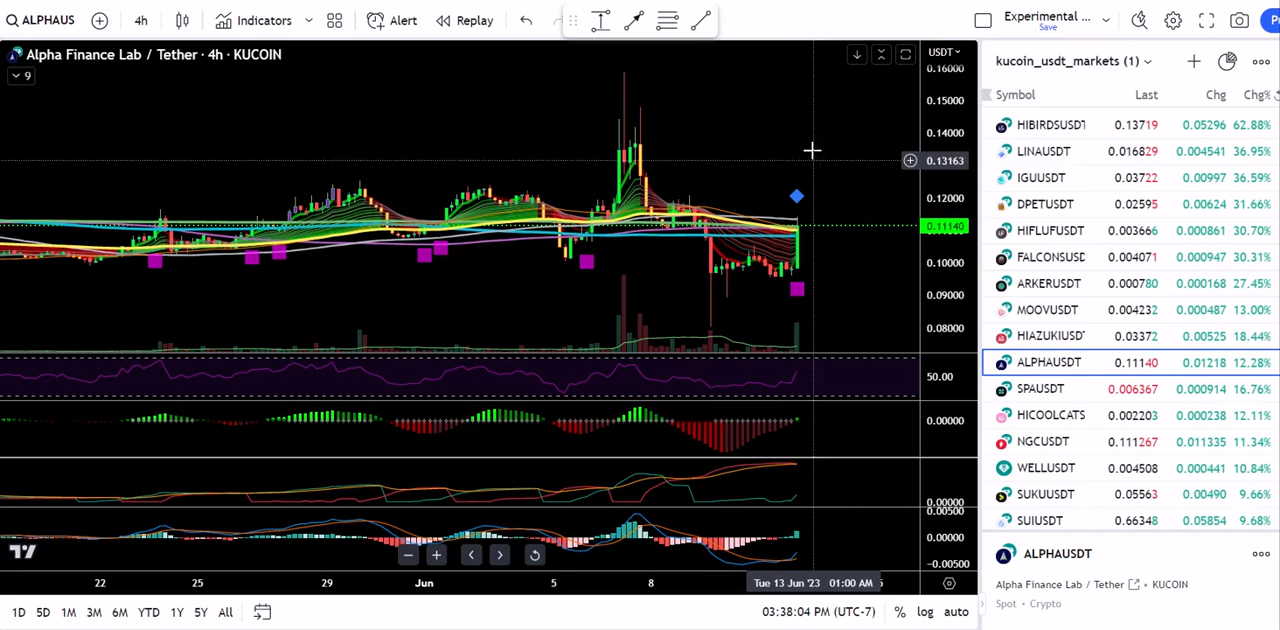 ALPHAUS 4h Indicators Alert Replay Experimental ... Save
Alpha Finance Lab / Tether · 4h · KUCOIN
9
USDT
0.16000
0.15000
0.14000
0.13163
0.12000
0.11140
0.10000
0.09000
0.08000
50.00
0.00000
0.00000
0.00500
0.00000
−0.00500
22 25 29 Jun 5 8 Tue 13 Jun '23 01:00 AM
1D 5D 1M 3M 6M YTD 1Y 5Y All 03:38:04 PM (UTC-7) % log auto
kucoin_usdt_markets (1)
Symbol Last Chg Chg%
HIBIRDSUSDT 0.13719 0.05296 62.88%
LINAUSDT 0.016829 0.004541 36.95%
IGUUSDT 0.03722 0.00997 36.59%
DPETUSDT 0.02595 0.00624 31.66%
HIFLUFUSDT 0.003666 0.000861 30.70%
FALCONSUSD 0.004071 0.000947 30.31%
ARKERUSDT 0.000780 0.000168 27.45%
MOOVUSDT 0.004232 0.000487 13.00%
HIAZUKIUSDT 0.03372 0.00525 18.44%
ALPHAUSDT 0.11140 0.01218 12.28%
SPAUSDT 0.006367 0.000914 16.76%
HICOOLCATS 0.002203 0.000238 12.11%
NGCUSDT 0.111267 0.011335 11.34%
WELLUSDT 0.004508 0.000441 10.84%
SUKUUSDT 0.05563 0.00490 9.66%
SUIUSDT 0.66348 0.05854 9.68%
ALPHAUSDT
Alpha Finance Lab / Tether • KUCOIN
Spot • Crypto